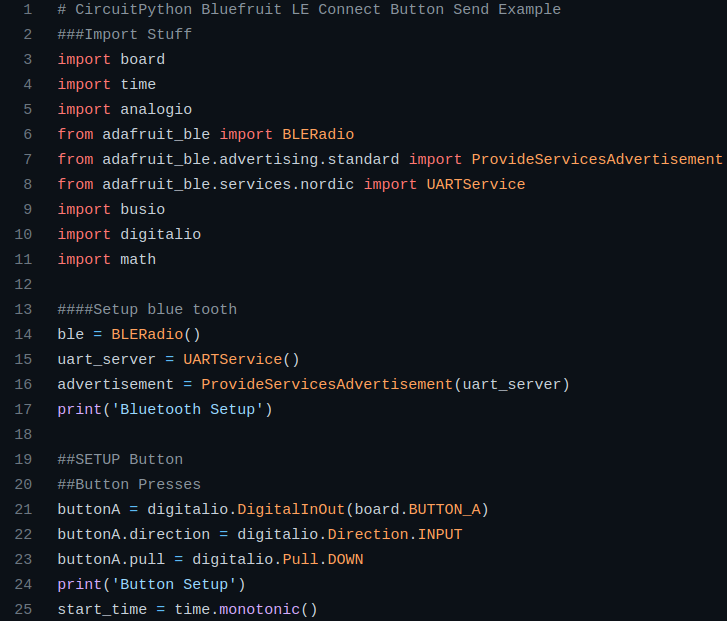 1 # CircuitPython Bluefruit LE Connect Button Send Example
2 ###Import Stuff
3 import board
4 import time
5 import analogio
6 from adafruit_ble import BLERadio
7 from adafruit_ble.advertising.standard import ProvideServicesAdvertisement
8 from adafruit_ble.services.nordic import UARTService
9 import busio
10 import digitalio
11 import math
12
13 ####Setup blue tooth
14 ble = BLERadio()
15 uart_server = UARTService()
16 advertisement = ProvideServicesAdvertisement(uart_server)
17 print('Bluetooth Setup')
18
19 ##SETUP Button
20 ##Button Presses
21 buttonA = digitalio.DigitalInOut(board.BUTTON_A)
22 buttonA.direction = digitalio.Direction.INPUT
23 buttonA.pull = digitalio.Pull.DOWN
24 print('Button Setup')
25 start_time = time.monotonic()